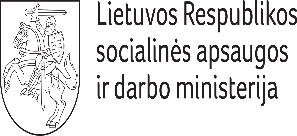 Lietuvos Respublikos
socialinės apsaugos
ir darbo ministerija